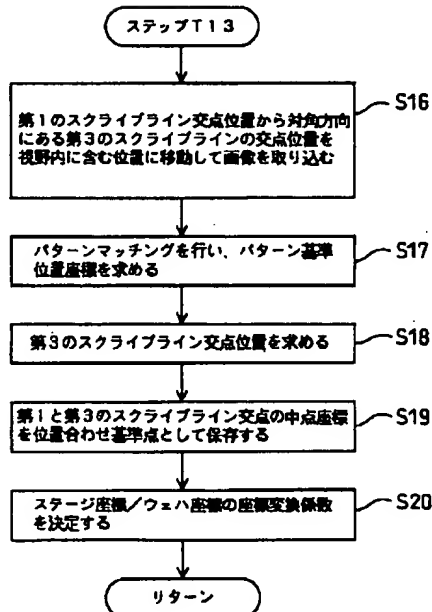 ステップT13
第1のスクライブライン交点位置から対角方向
にある第3のスクライブラインの交点位置を
視野内に含む位置に移動して画像を取り込む
S16
パターンマッチングを行い、パターン基準
位置座標を求める
S17
第3のスクライブライン交点位置を求める
S18
第1と第3のスクライブライン交点の中点座標
を位置合わせ基準点として保存する
S19
ステージ座標/ウェハ座標の座標変換係数
を決定する
S20
リターン